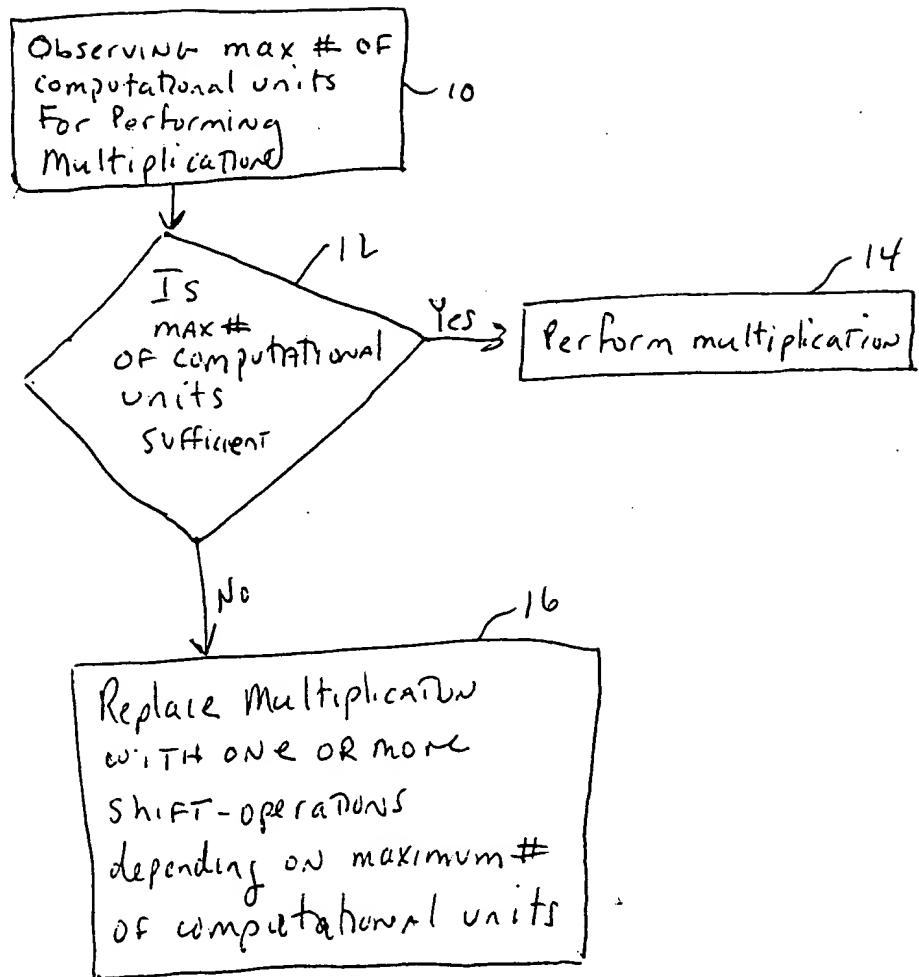 Observing max # of
computational units
For Performing
Multiplication
10
Is
max #
of computational
units
sufficient
12
Yes
14
Perform multiplication
No
16
Replace Multiplication
with one or more
shift-operations
depending on maximum #
of computational units